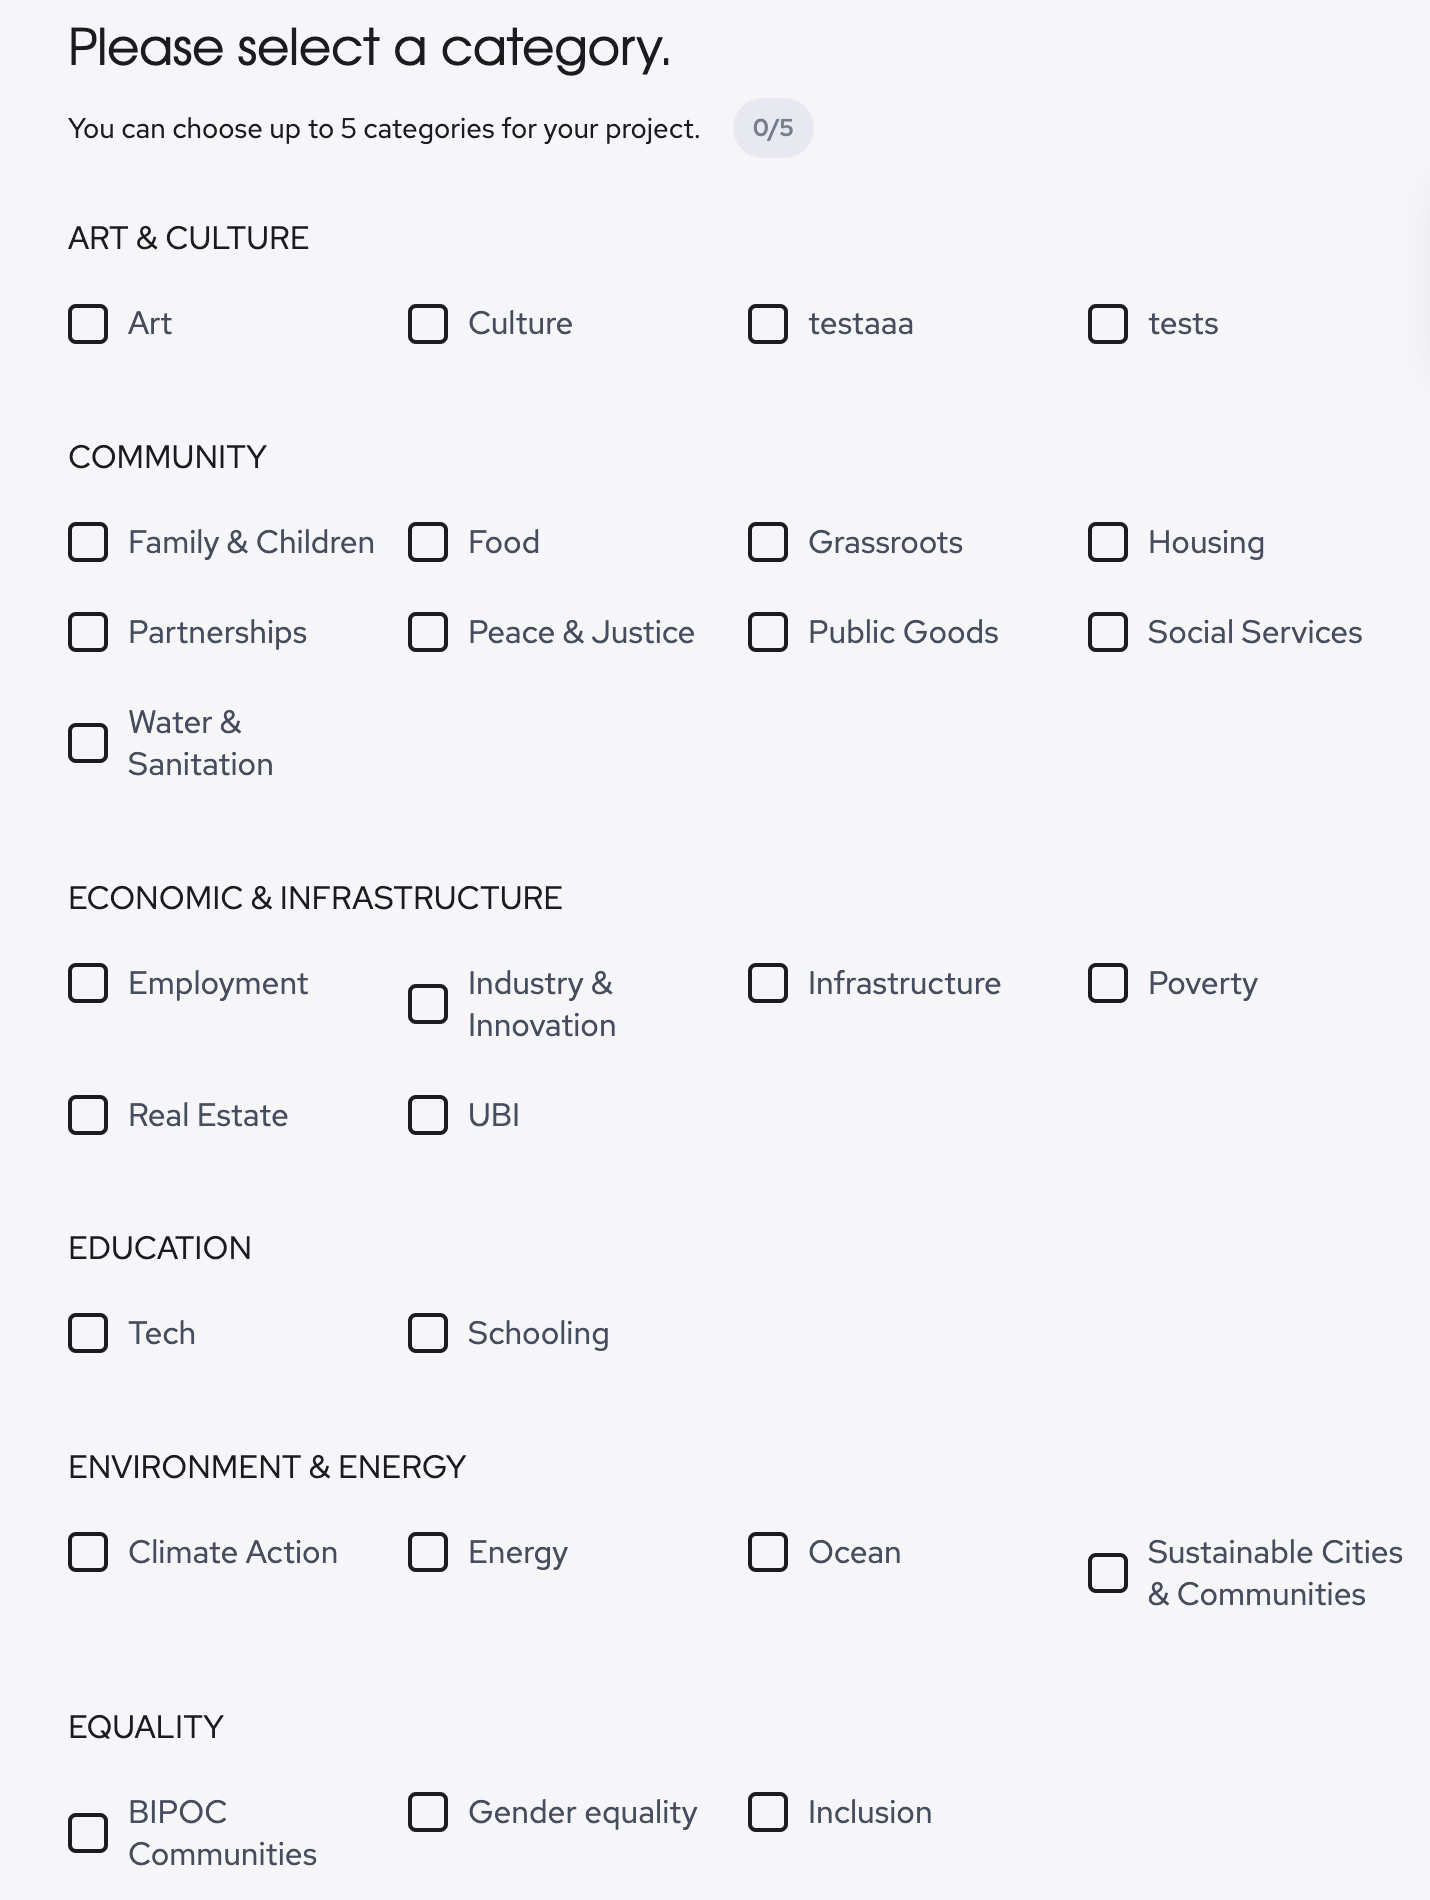 Please select a category.
You can choose up to 5 categories for your project. 0/5
ART & CULTURE
Art Culture testaaa tests
COMMUNITY
Family & Children Food Grassroots Housing
Partnerships Peace & Justice Public Goods Social Services
Water &
Sanitation
ECONOMIC & INFRASTRUCTURE
Employment Industry & Infrastructure Poverty
Innovation
Real Estate UBI
EDUCATION
Tech Schooling
ENVIRONMENT & ENERGY
Climate Action Energy Ocean Sustainable Cities
& Communities
EQUALITY
BIPOC Gender equality Inclusion
Communities